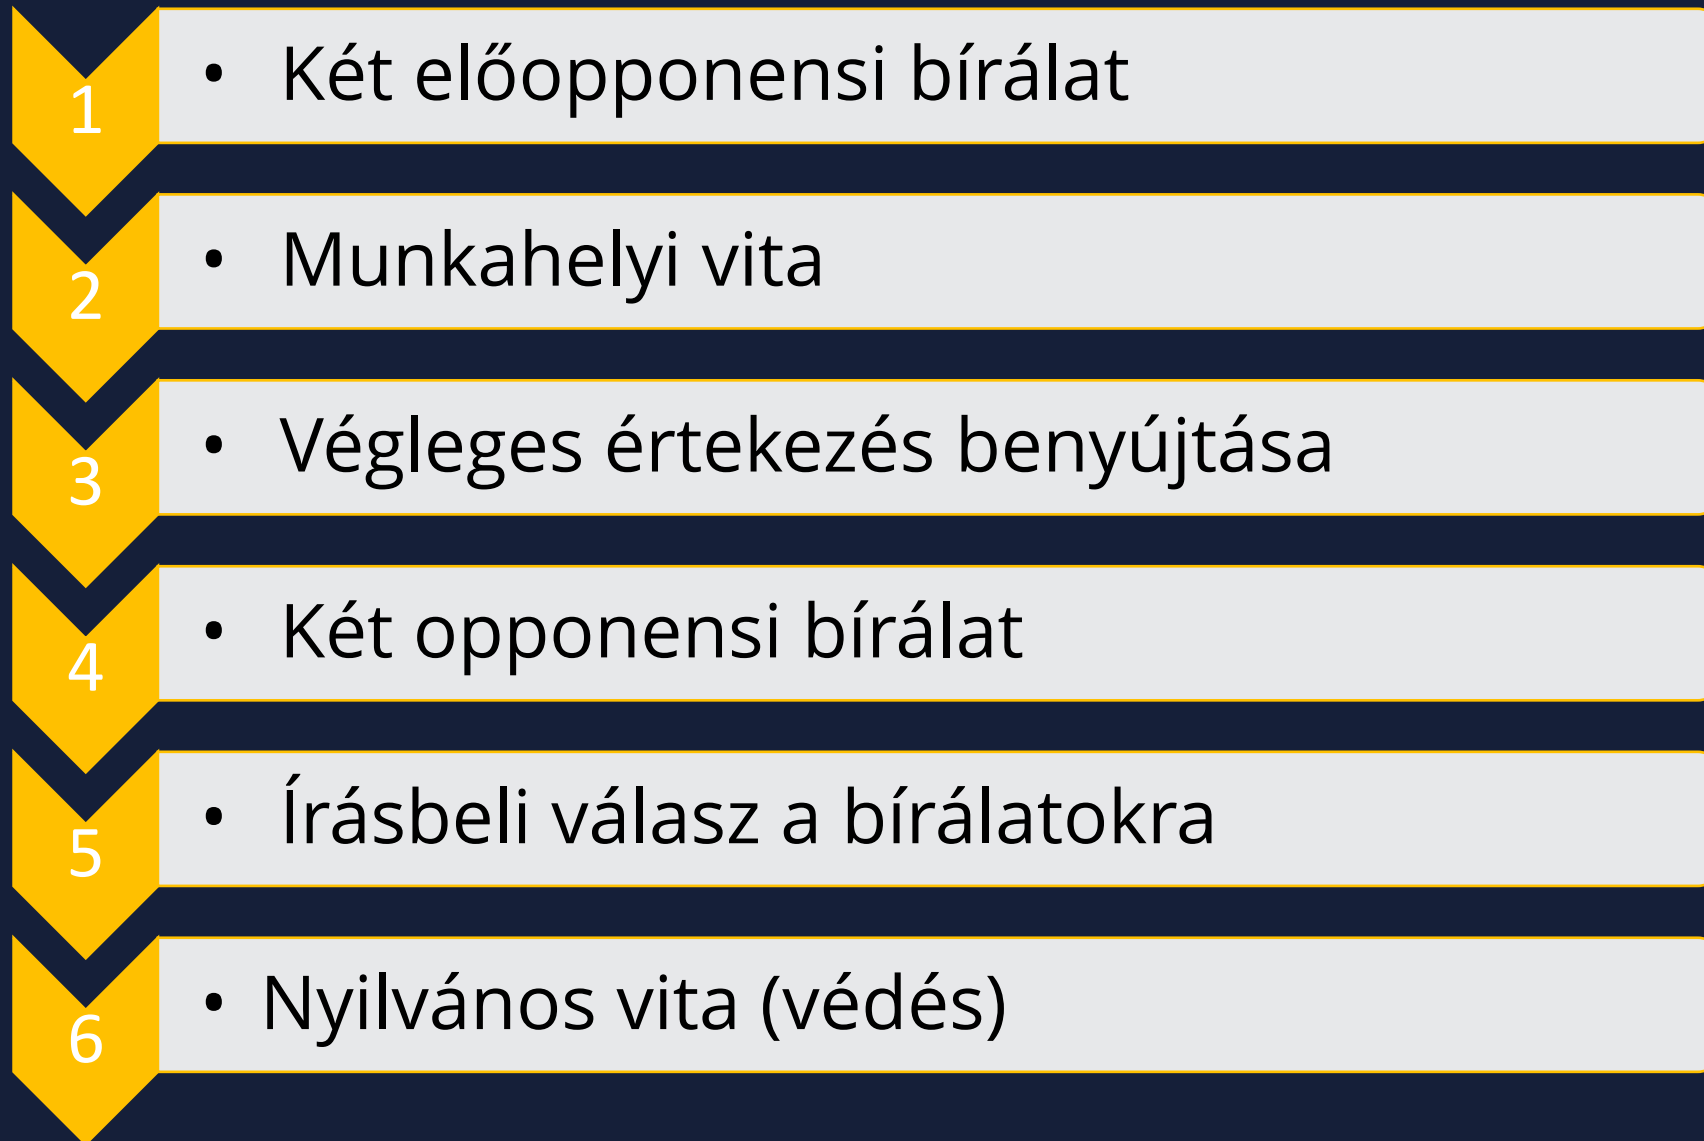 1
• Két előopponensi bírálat
2
• Munkahelyi vita
3
• Végleges értekezés benyújtása
4
• Két opponensi bírálat
5
• Írásbeli válasz a bírálatokra
6
• Nyilvános vita (védés)